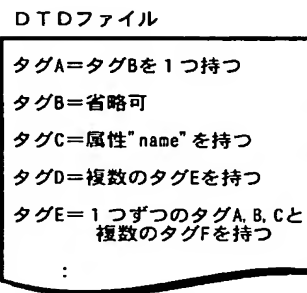 DTDファイル
タグA=タグBを1つ持つ
タグB=省略可
タグC=属性"name"を持つ
タグD=複数のタグEを持つ
タグE=1つずつのタグA,B,Cと
複数のタグFを持つ
: